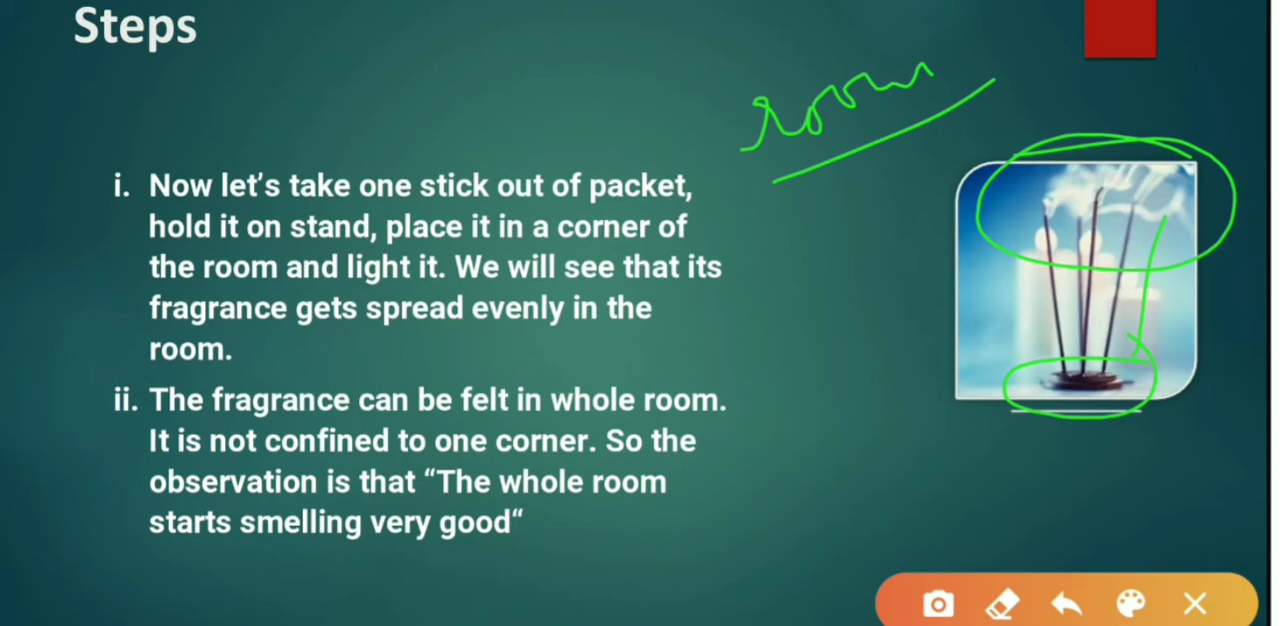 Steps
room
i. Now let's take one stick out of packet,
hold it on stand, place it in a corner of
the room and light it. We will see that its
fragrance gets spread evenly in the
room.
ii. The fragrance can be felt in whole room.
It is not confined to one corner. So the
observation is that “The whole room
starts smelling very good“